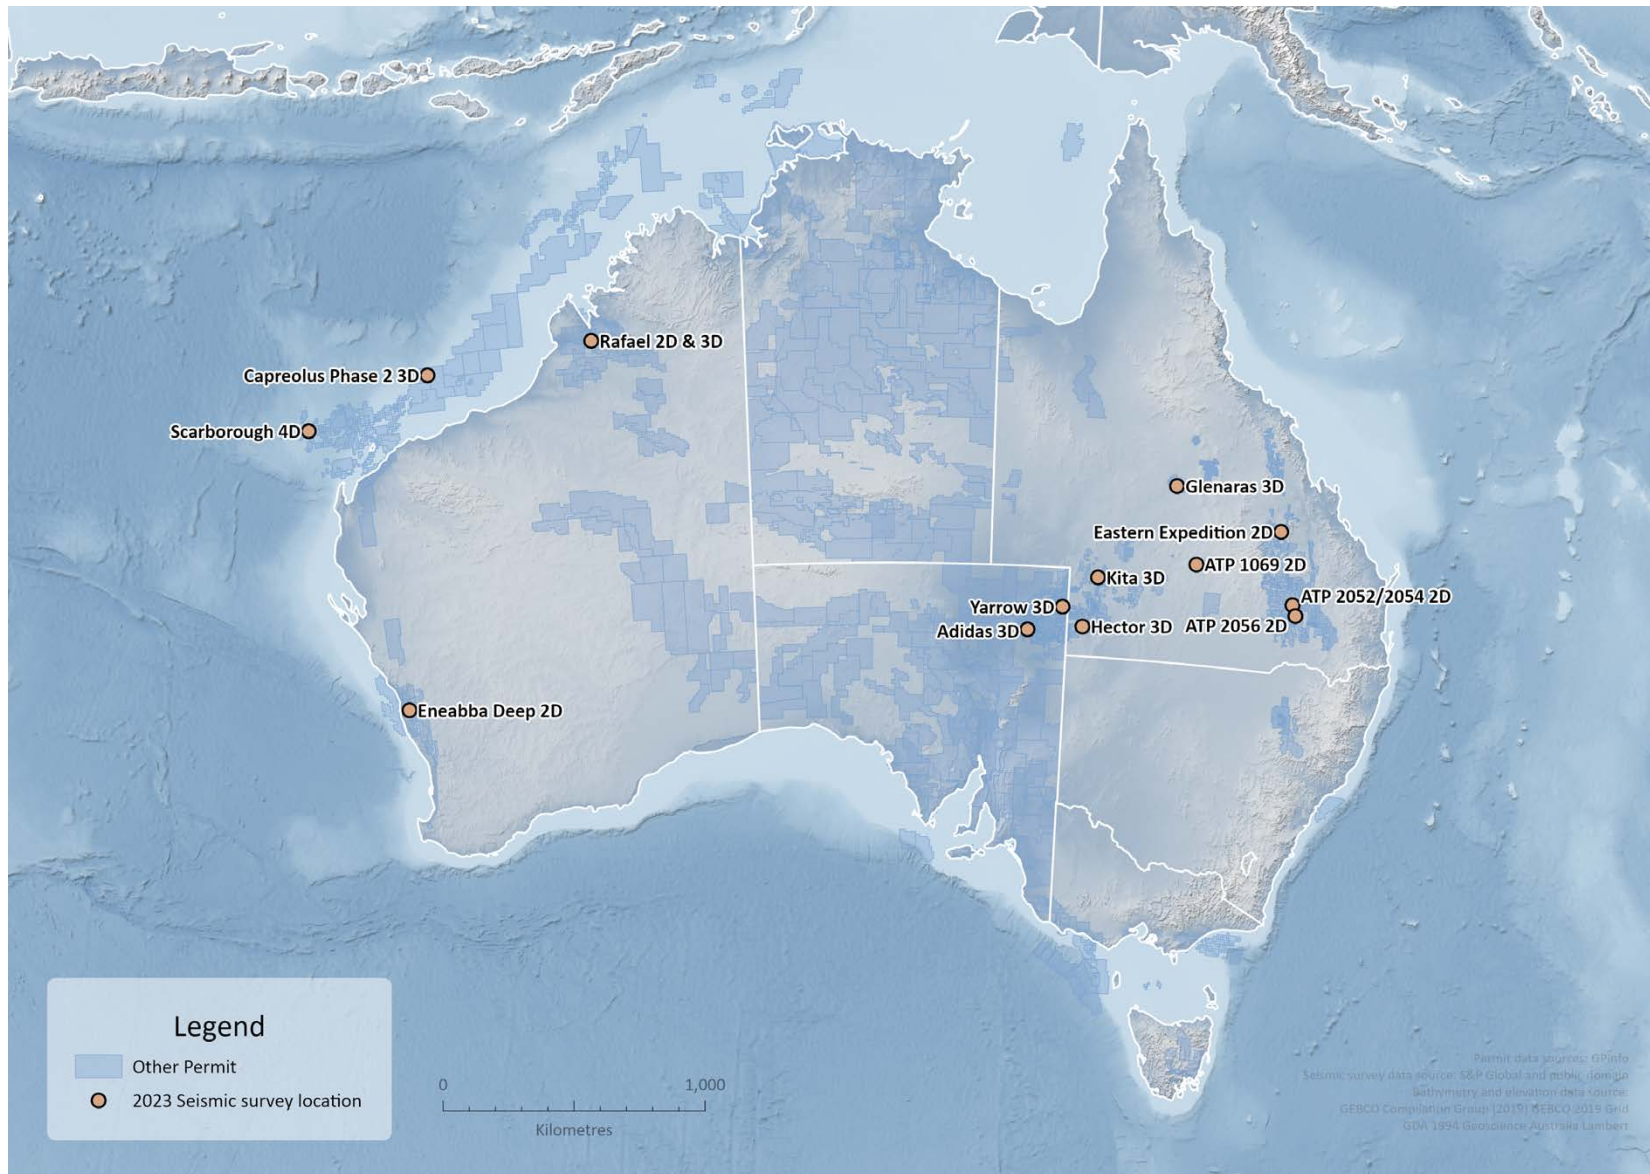 Rafael 2D & 3D
Capreolus Phase 2 3D
Scarborough 4D
Glenaras 3D
Eastern Expedition 2D
ATP 1069 2D
Kita 3D
ATP 2052/2054 2D
Yarrow 3D
Adidas 3D
Hector 3D
ATP 2056 2D
Eneabba Deep 2D
Legend
Other Permit
2023 Seismic survey location
0 1,000
Kilometres
Permit data sources: GPinfo
Seismic survey data source: S&P Global and public domain
Bathymetry and elevation data source:
GEBCO Compilation Group (2019) GEBCO 2019 Grid
GDA 1994 Geoscience Australia Lambert